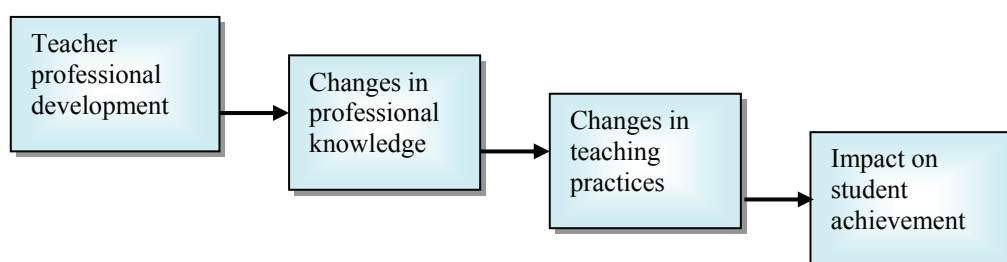 Teacher
professional
development
Changes in
professional
knowledge
Changes in
teaching
practices
Impact on
student
achievement